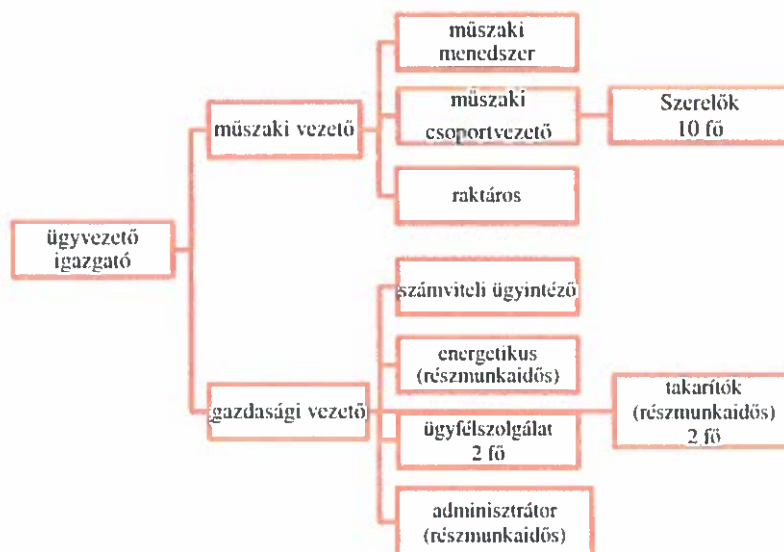 műszaki
menedszer
műszaki
csoportvezető
Szerelők
10 fő
műszaki vezető
raktáros
ügyvezető
igazgató
számviteli ügyintéző
energetikus
(részmunkaidős)
gazdasági vezető
takarítók
(részmunkaidős)
2 fő
ügyfélszolgálat
2 fő
adminisztrátor
(részmunkaidős)